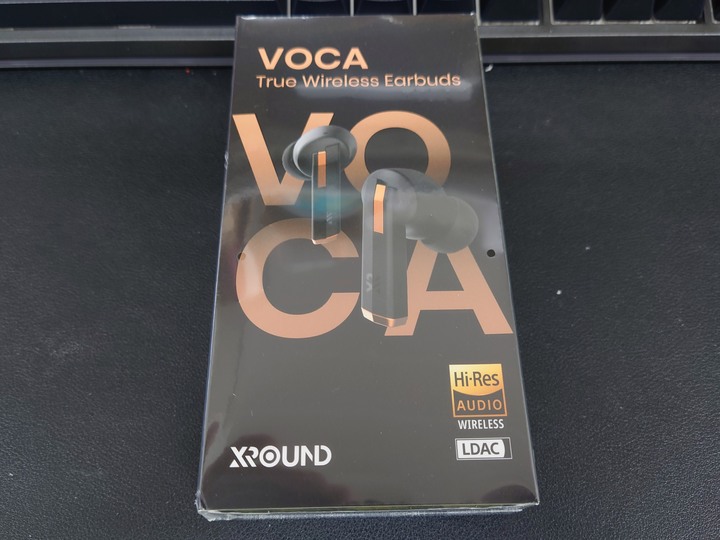 VOCA
True Wireless Earbuds
VO
CA
Hi-Res
AUDIO
WIRELESS
LDAC
XROUND